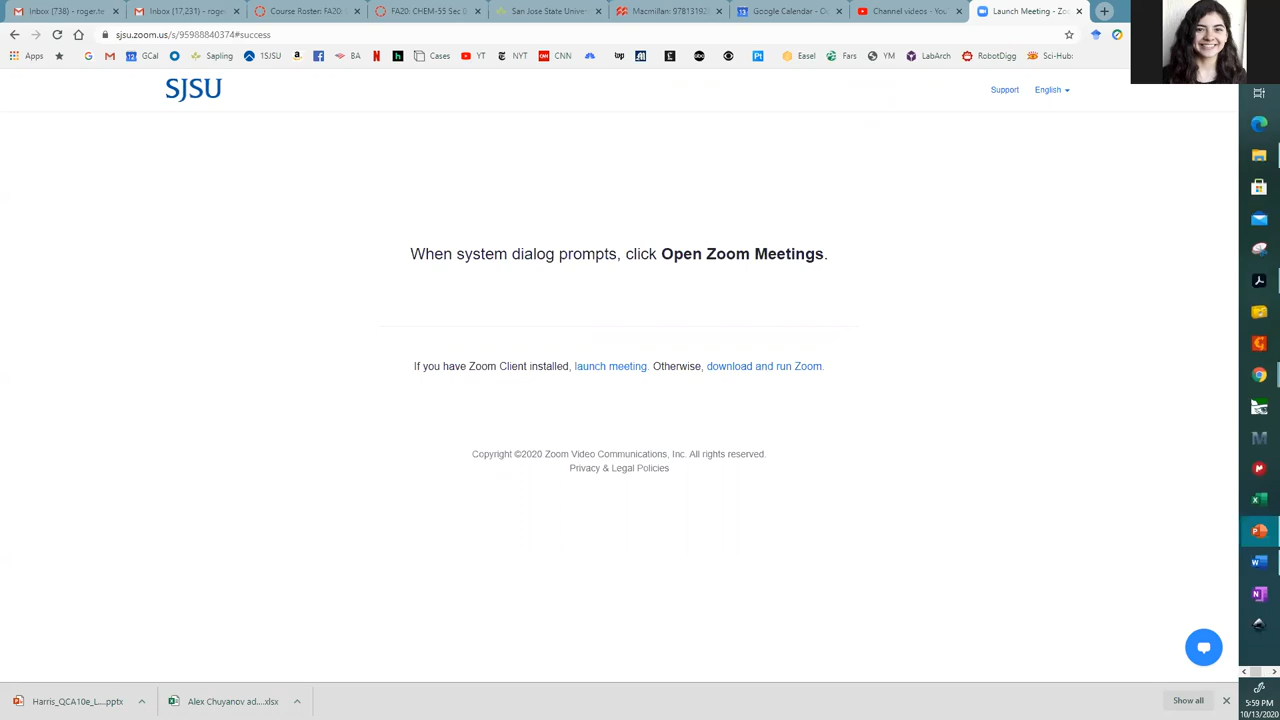 Inbox (738) - roger.te
Inbox (17,231) - roger.
Course Roster: FA20:
FA20: CHEM-55 Sec 0
San Jose State Univer
Macmillan: 97813192
Google Calendar - Oc
Channel videos - You
Launch Meeting - Zo
sjsu.zoom.us/s/95988840374#success
Apps
GCal
Sapling
1SJSU
BA
Cases
YT
NYT
CNN
Easel
Fars
YM
LabArch
RobotDigg
Sci-Hub:
SJSU
Support
English
When system dialog prompts, click Open Zoom Meetings.
If you have Zoom Client installed, launch meeting. Otherwise, download and run Zoom.
Copyright ©2020 Zoom Video Communications, Inc. All rights reserved.
Privacy & Legal Policies
Harris_QCA10e_L....pptx
Alex Chuyanov ad....xlsx
Show all
5:59 PM
10/13/2020